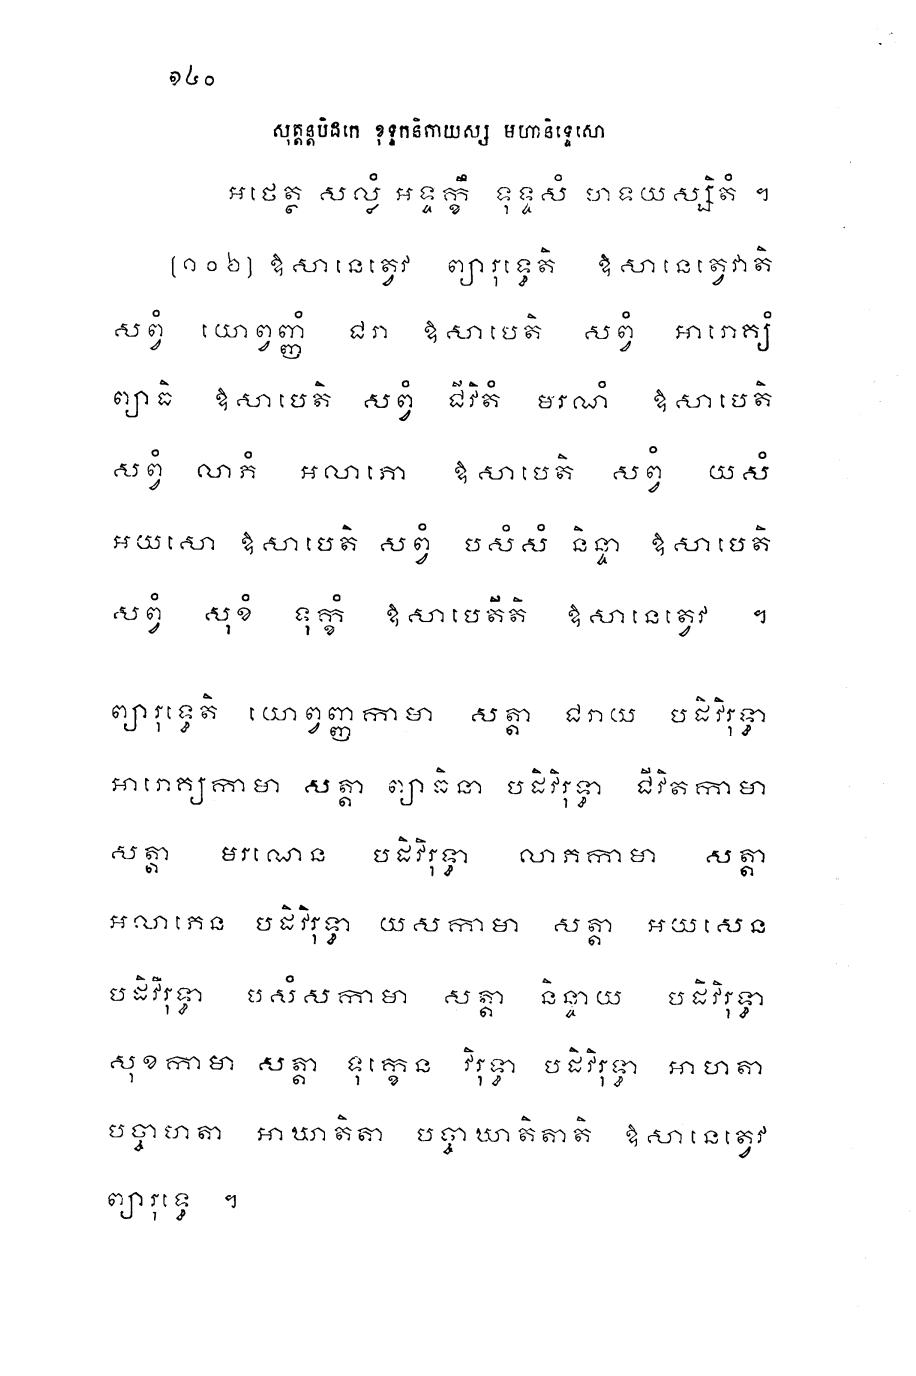 ១៤០
សុត្តន្តបិដកេ ខុទ្ទកនិកាយស្ស មហានិទ្ទេសោ
អថេត្ថ សល្លំ អទ្ទក្ខឹ ទុទ្ទសំ ហទយស្សិតំ ។
(១០៦) ឱសានេត្វេវ ព្យារុទ្ធេតិ ឱសានេត្វេវាតិ
សព្វំ យោព្វញ្ញំ ជរា ឱសាបេតិ សព្វំ អារោគ្យំ
ព្យាធិ ឱសាបេតិ សព្វំ ជីវិតំ មរណំ ឱសាបេតិ
សព្វំ លាភំ អលាភោ ឱសាបេតិ សព្វំ យសំ
អយសោ ឱសាបេតិ សព្វំ បសំសំ និន្ទា ឱសាបេតិ
សព្វំ សុខំ ទុក្ខំ ឱសាបេតីតិ ឱសានេត្វេវ ។
ព្យារុទ្ធេតិ យោព្វញ្ញកាមា សត្តា ជរាយ បដិវិរុទ្ធា
អារោគ្យកាមា សត្តា ព្យាធិនា បដិវិរុទ្ធា ជីវិតកាមា
សត្តា មរណេន បដិវិរុទ្ធា លាភកាមា សត្តា
អលាភេន បដិវិរុទ្ធា យសកាមា សត្តា អយសេន
បដិវិរុទ្ធា បសំសកាមា សត្តា និន្ទាយ បដិវិរុទ្ធា
សុខកាមា សត្តា ទុក្ខេន វិរុទ្ធា បដិវិរុទ្ធា អាហតា
បច្ចាហតា អាឃាតិតា បច្ចាឃាតិតាតិ ឱសានេត្វេវ
ព្យារុទ្ធេ ។